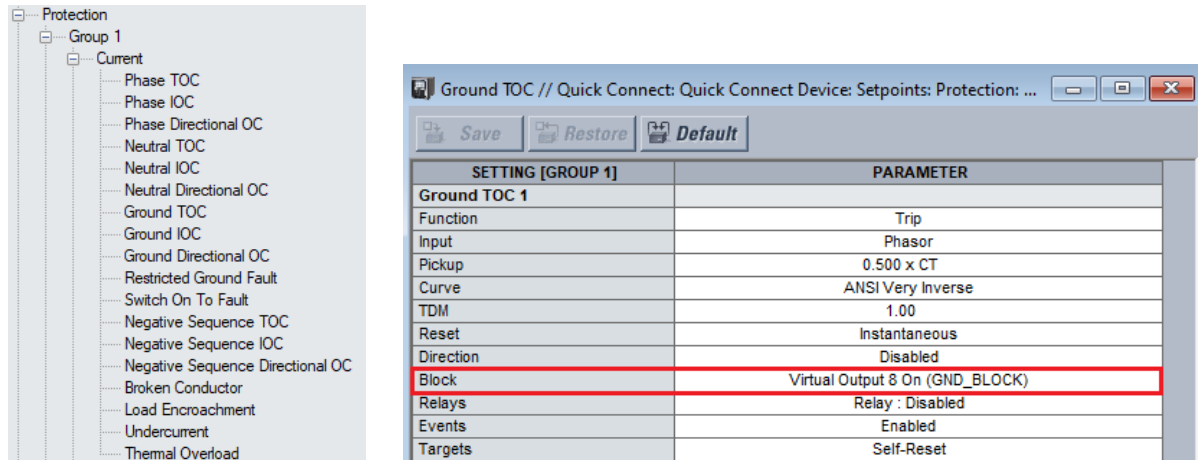 Protection
Group 1
Current
Phase TOC
Phase IOC
Phase Directional OC
Neutral TOC
Neutral IOC
Neutral Directional OC
Ground TOC
Ground IOC
Ground Directional OC
Restricted Ground Fault
Switch On To Fault
Negative Sequence TOC
Negative Sequence IOC
Negative Sequence Directional OC
Broken Conductor
Load Encroachment
Undercurrent
Thermal Overload
Ground TOC // Quick Connect: Quick Connect Device: Setpoints: Protection: ...
Save Restore Default
SETTING [GROUP 1] PARAMETER
Ground TOC 1
Function Trip
Input Phasor
Pickup 0.500 x CT
Curve ANSI Very Inverse
TDM 1.00
Reset Instantaneous
Direction Disabled
Block Virtual Output 8 On (GND_BLOCK)
Relays Relay : Disabled
Events Enabled
Targets Self-Reset